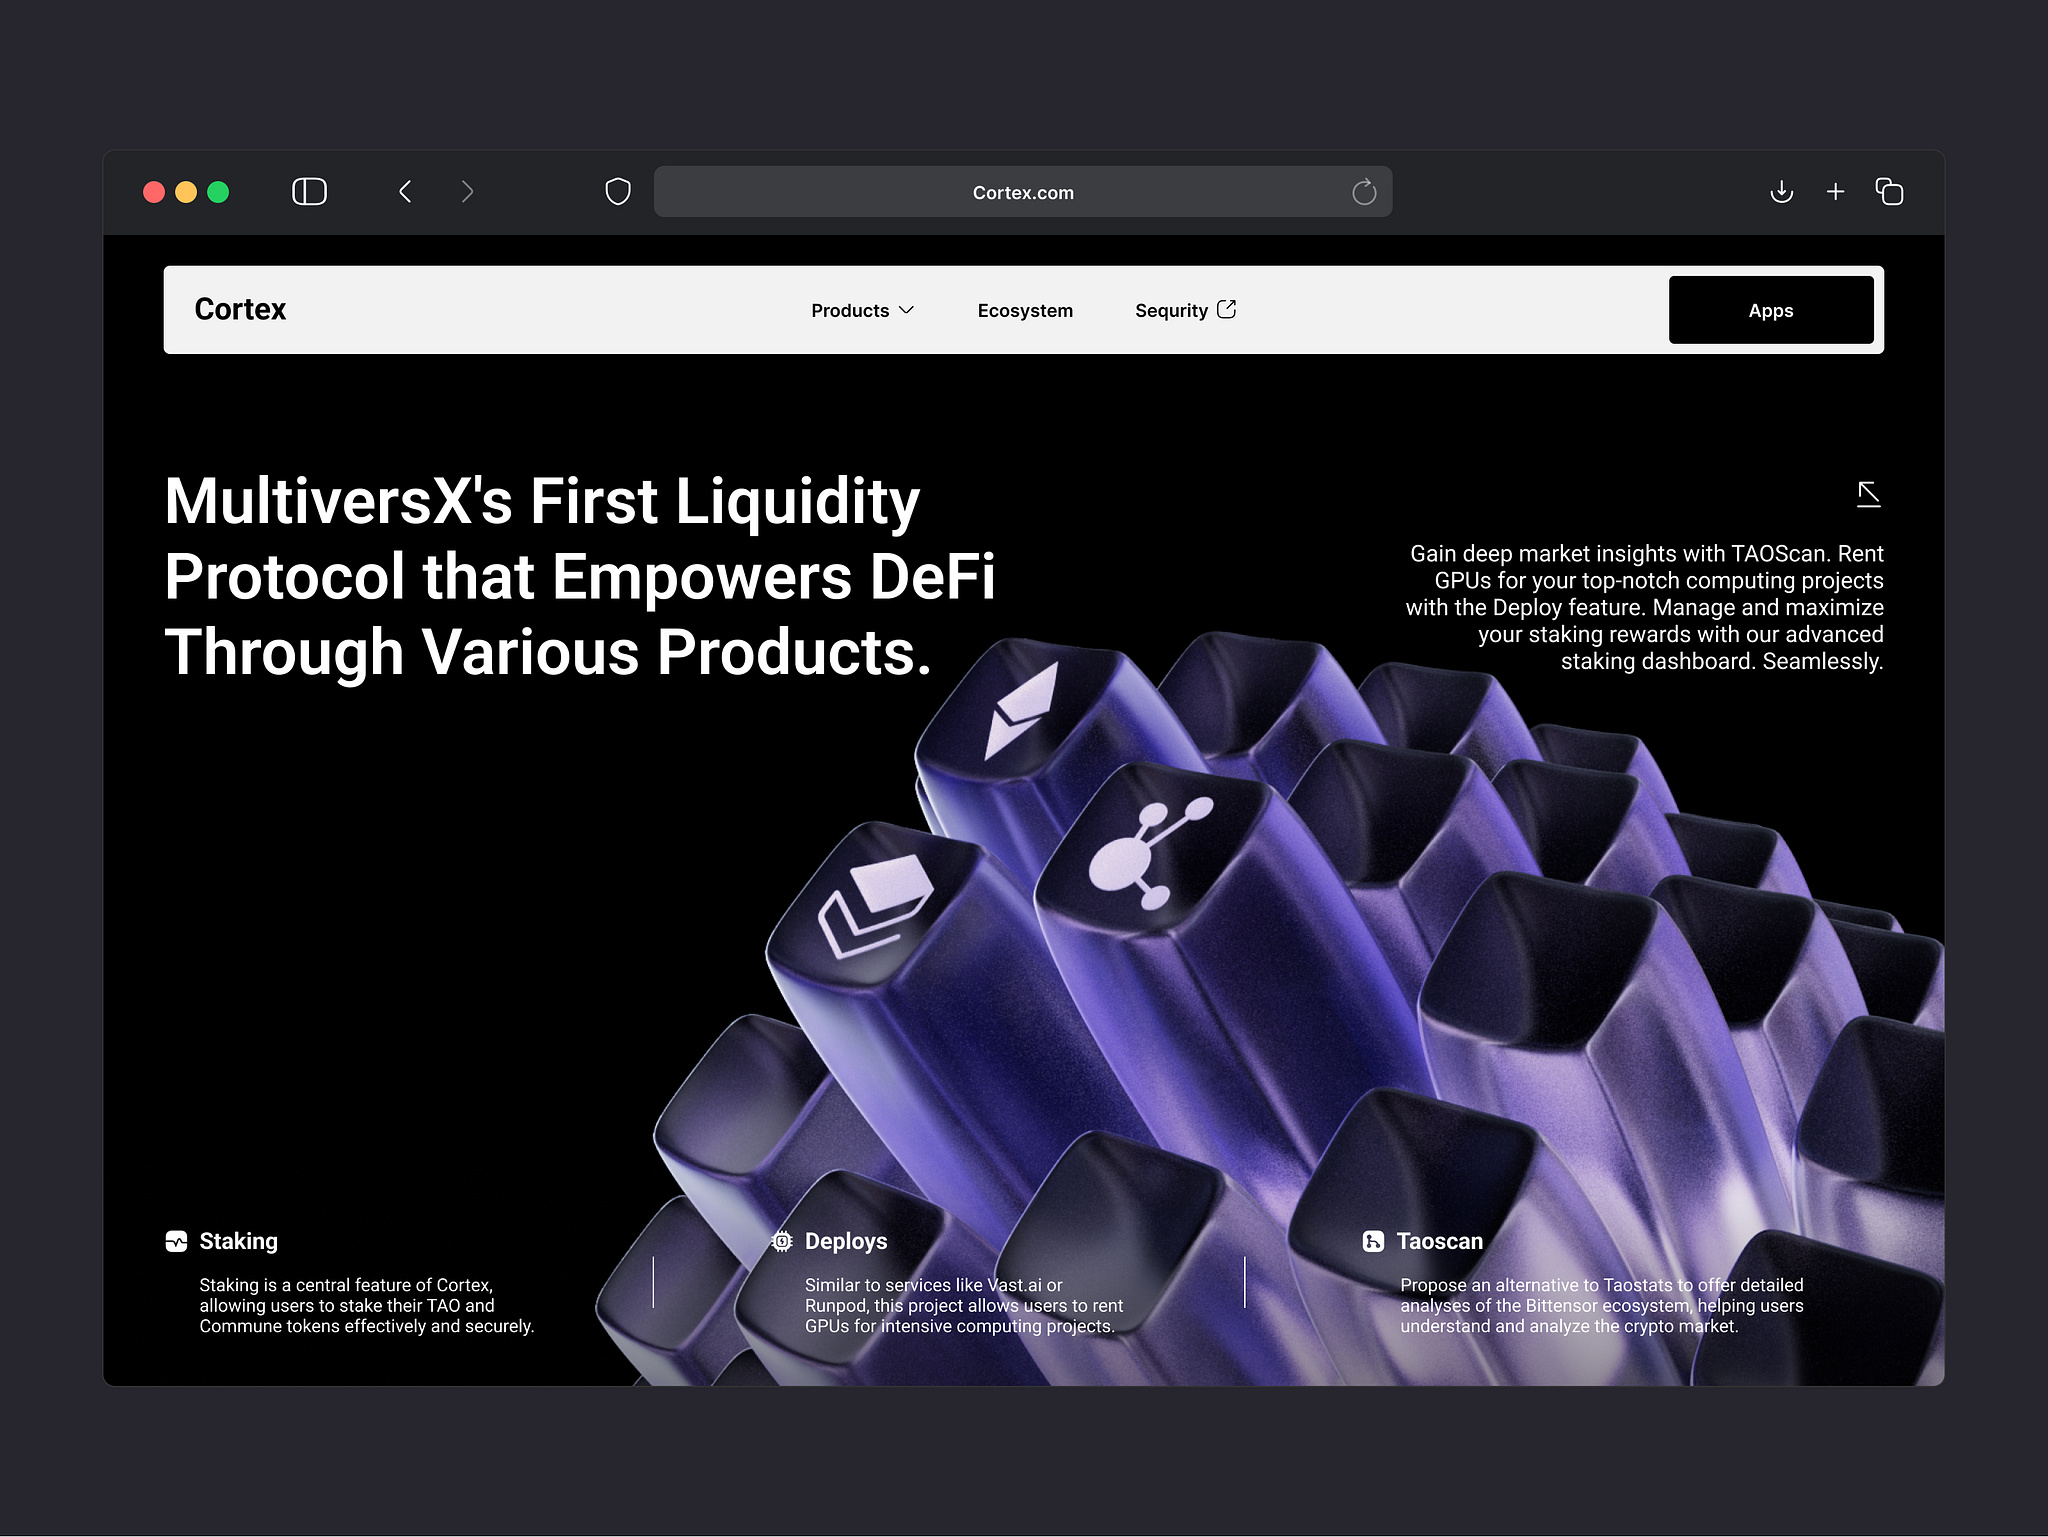 Cortex.com
Cortex
Products
Ecosystem
Sequrity
Apps
MultiversX's First Liquidity
Protocol that Empowers DeFi
Through Various Products.
Gain deep market insights with TAOScan. Rent
GPUs for your top-notch computing projects
with the Deploy feature. Manage and maximize
your staking rewards with our advanced
staking dashboard. Seamlessly.
Staking
Staking is a central feature of Cortex,
allowing users to stake their TAO and
Commune tokens effectively and securely.
Deploys
Similar to services like Vast.ai or
Runpod, this project allows users to rent
GPUs for intensive computing projects.
Taoscan
Propose an alternative to Taostats to offer detailed
analyses of the Bittensor ecosystem, helping users
understand and analyze the crypto market.